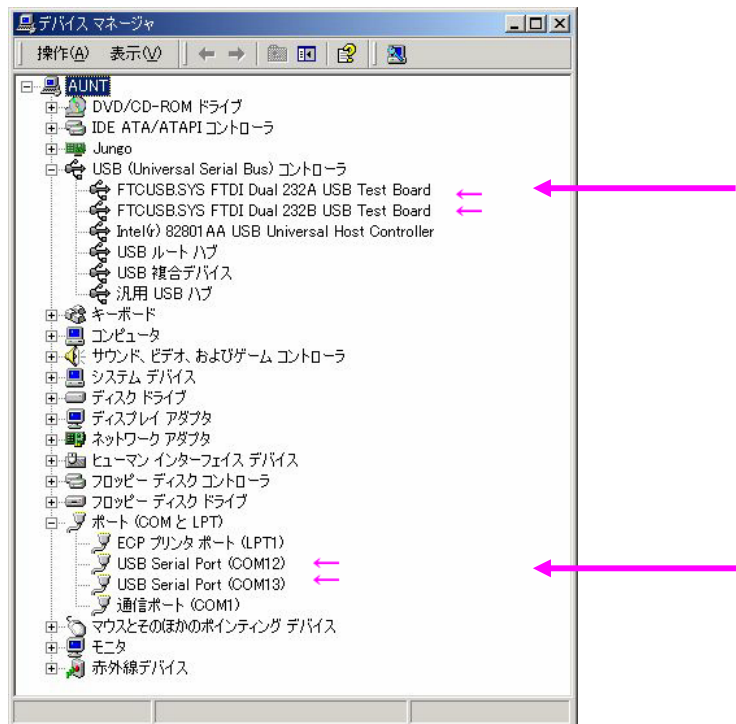 デバイス マネージャ
操作(A) 表示(V)
AUNT
DVD/CD-ROM ドライブ
IDE ATA/ATAPI コントローラ
Jungo
USB (Universal Serial Bus) コントローラ
FTCUSB.SYS FTDI Dual 232A USB Test Board ←
FTCUSB.SYS FTDI Dual 232B USB Test Board ←
Intel(r) 82801AA USB Universal Host Controller
USB ルート ハブ
USB 複合デバイス
汎用 USB ハブ
キーボード
コンピュータ
サウンド、ビデオ、およびゲーム コントローラ
システム デバイス
ディスク ドライブ
ディスプレイ アダプタ
ネットワーク アダプタ
ヒューマン インターフェイス デバイス
フロッピー ディスク コントローラ
フロッピー ディスク ドライブ
ポート (COM と LPT)
ECP プリンタ ポート (LPT1)
USB Serial Port (COM12) ←
USB Serial Port (COM13) ←
通信ポート (COM1)
マウスとそのほかのポインティング デバイス
モニタ
赤外線デバイス